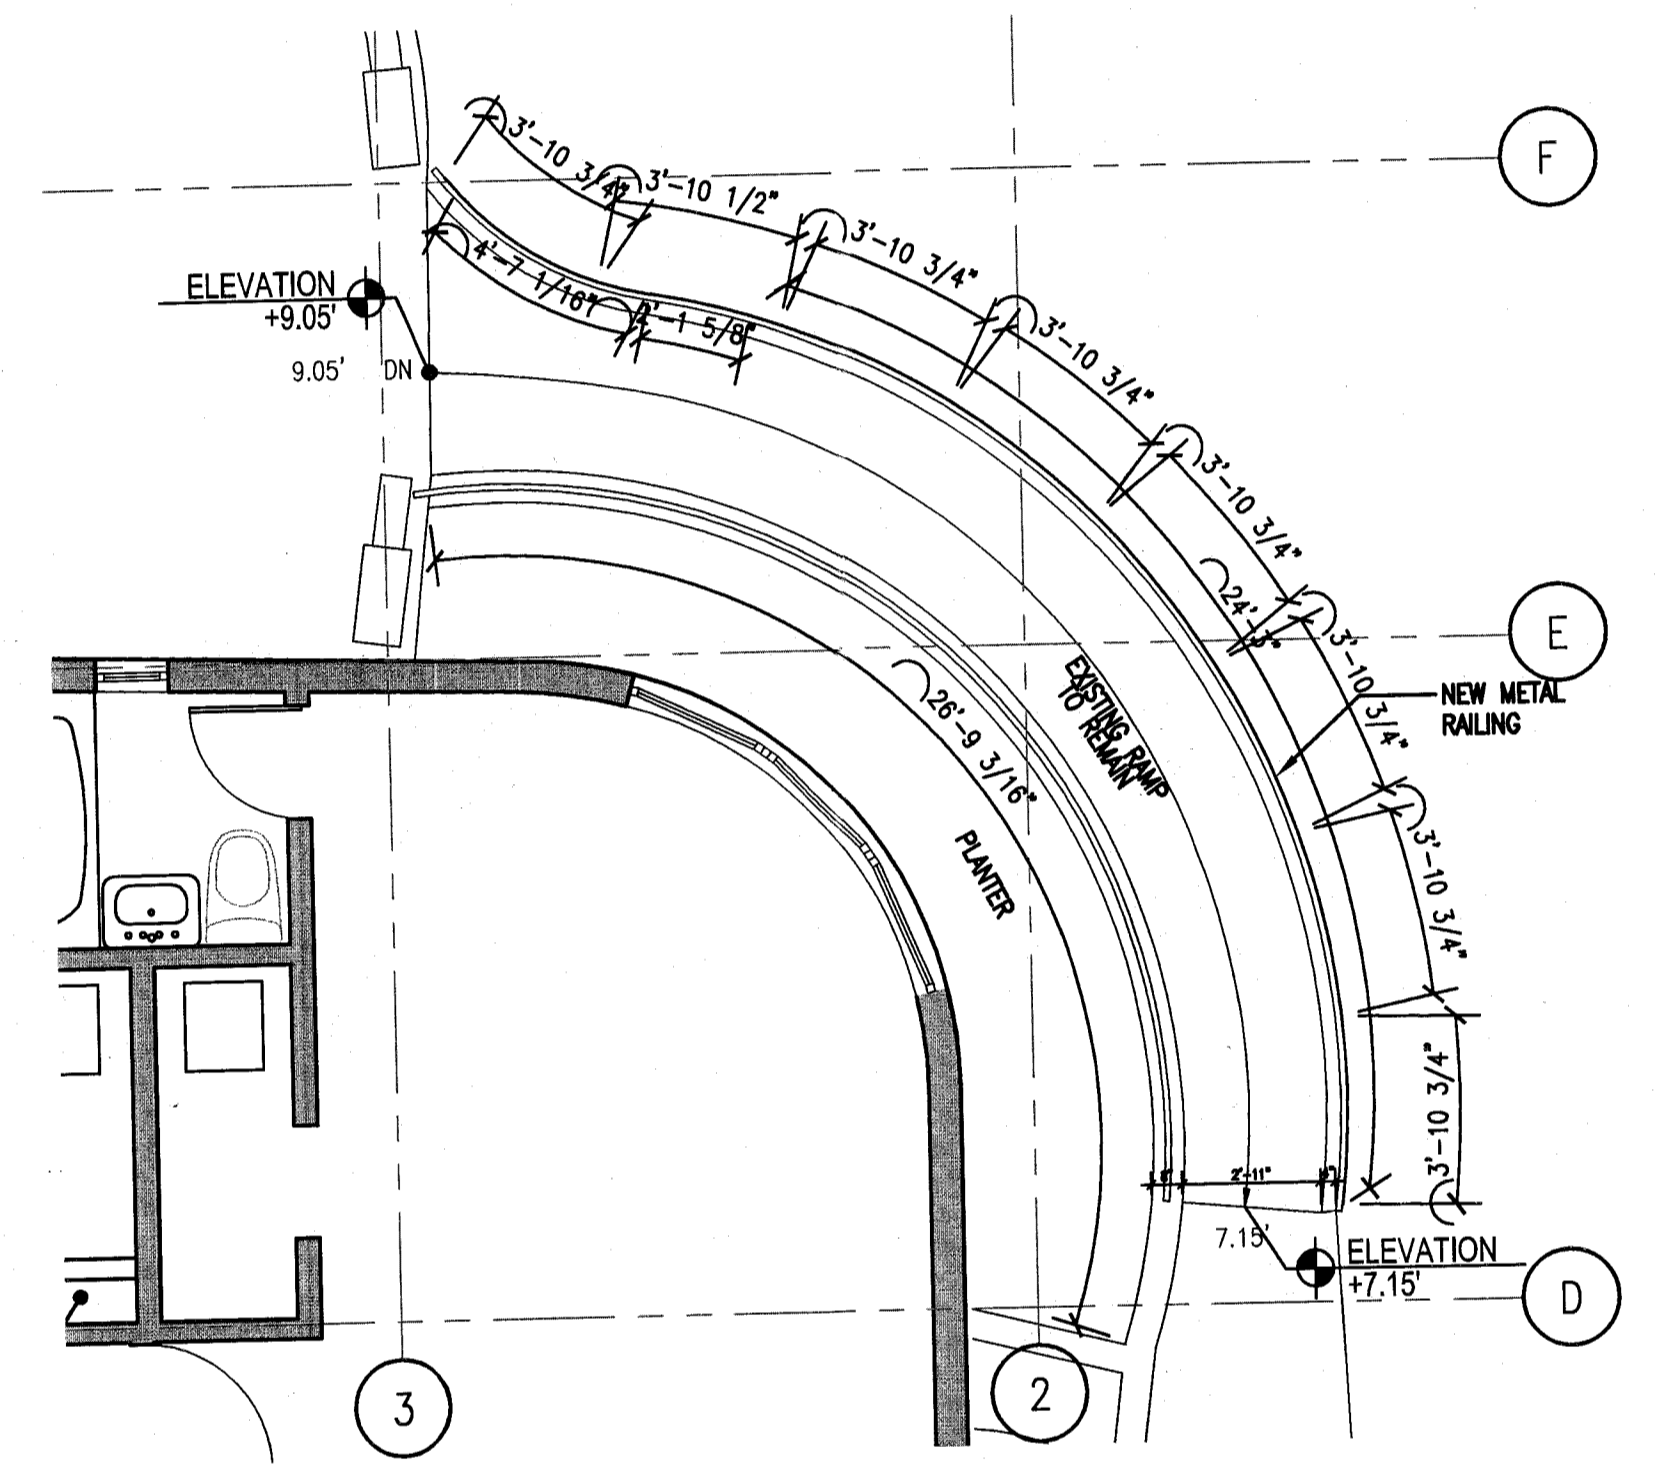 F
3'-10 3/4"
3'-10 1/2"
3'-10 3/4"
3'-10 3/4"
3'-10 3/4"
3'-10 3/4"
3'-10 3/4"
3'-10 3/4"
4'-7 1/16"
2'-1 5/8"
ELEVATION
+9.05'
9.05' DN
24'-3"
E
NEW METAL
RAILING
EXISTING RAMP
TO REMAIN
26'-9 3/16"
PLANTER
2'-11"
7.15'
ELEVATION
+7.15'
D
3
2